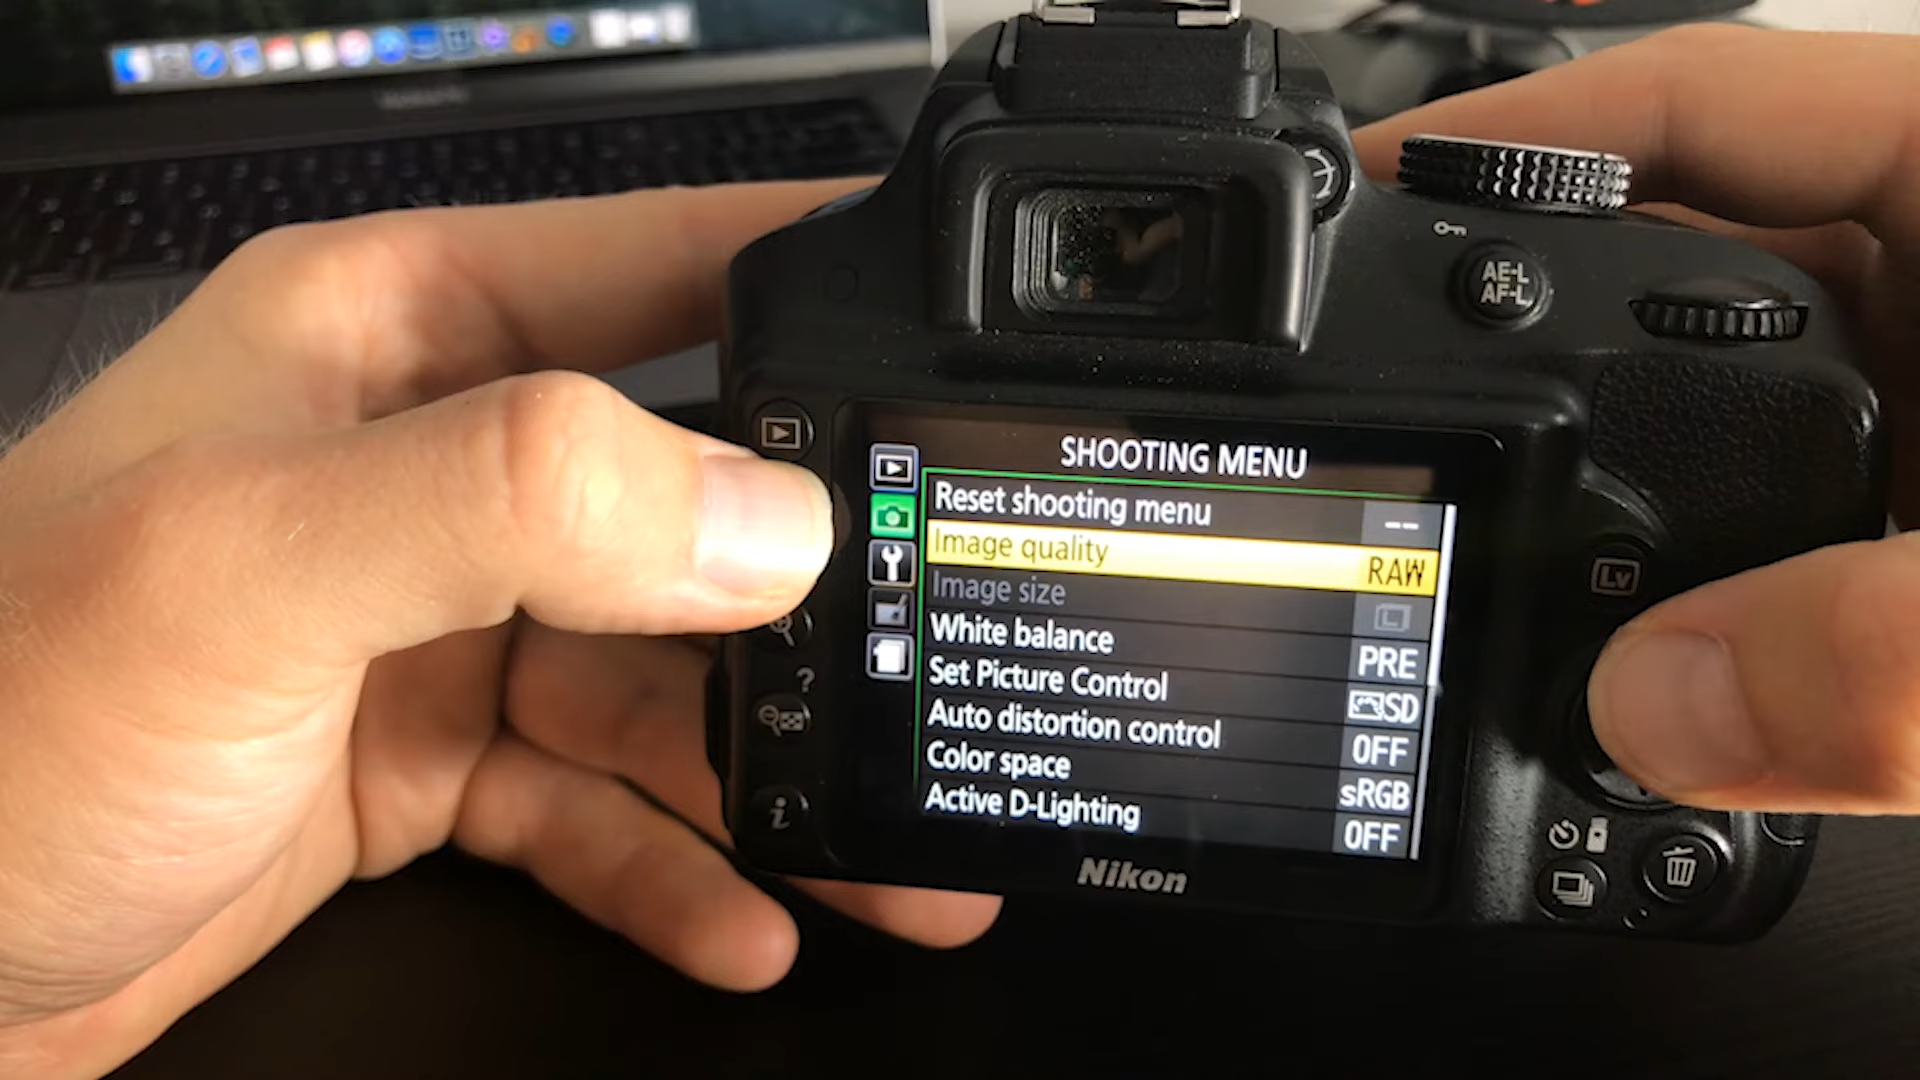 AE-L
AF-L
SHOOTING MENU
Reset shooting menu --
Image quality RAW
Image size L
White balance PRE
Set Picture Control SD
Auto distortion control OFF
Color space sRGB
Active D-Lighting OFF
Lv
?
i
Nikon